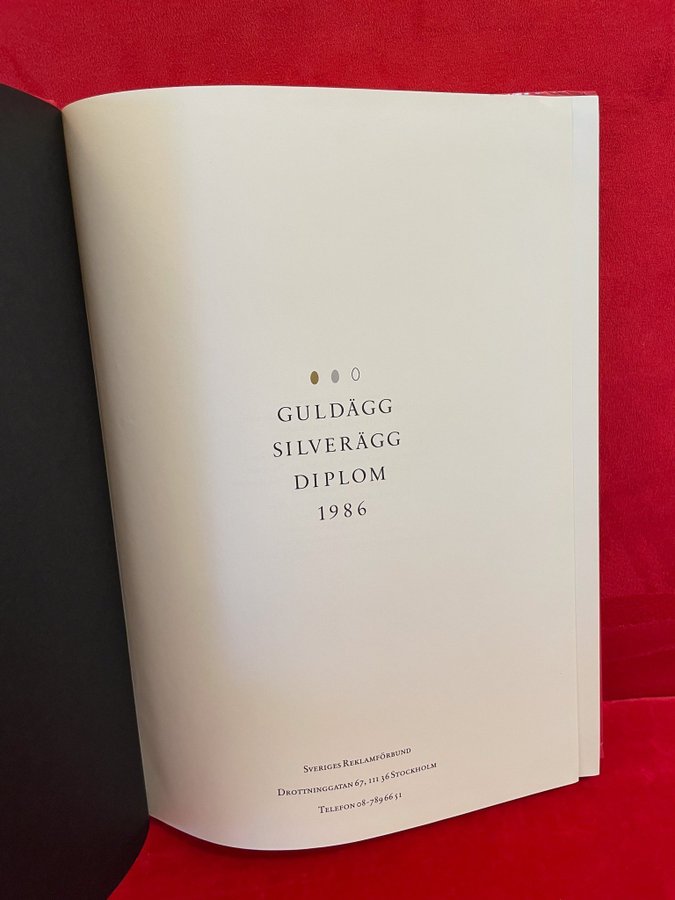 GULDÄGG
SILVERÄGG
DIPLOM
1986
SVERIGES REKLAMFÖRBUND
DROTTNINGGATAN 67, 111 36 STOCKHOLM
TELEFON 08-789 66 51